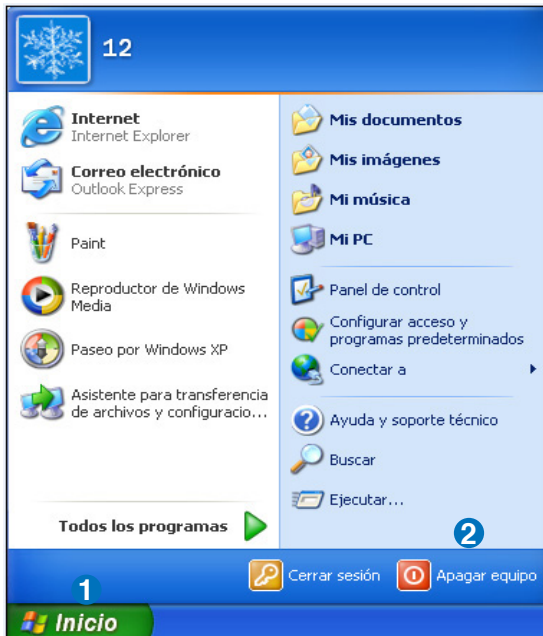 12
Internet
Internet Explorer
Correo electrónico
Outlook Express
Paint
Reproductor de Windows
Media
Paseo por Windows XP
Asistente para transferencia
de archivos y configuracio...
Todos los programas
Mis documentos
Mis imágenes
Mi música
Mi PC
Panel de control
Configurar acceso y
programas predeterminados
Conectar a
Ayuda y soporte técnico
Buscar
Ejecutar...
2
Cerrar sesión
Apagar equipo
1
Inicio